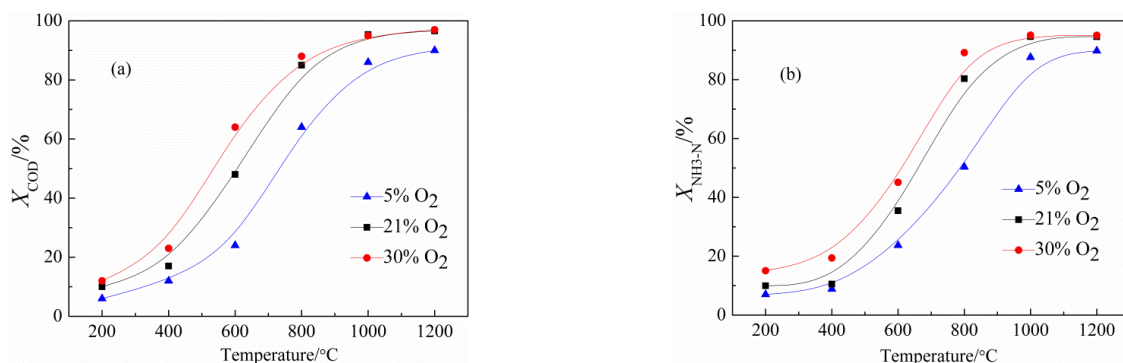 (a)
X_COD/%
100
80
60
40
20
0
5% O₂
21% O₂
30% O₂
200 400 600 800 1000 1200
Temperature/°C
(b)
X_NH3-N/%
100
80
60
40
20
0
5% O₂
21% O₂
30% O₂
200 400 600 800 1000 1200
Temperature/°C